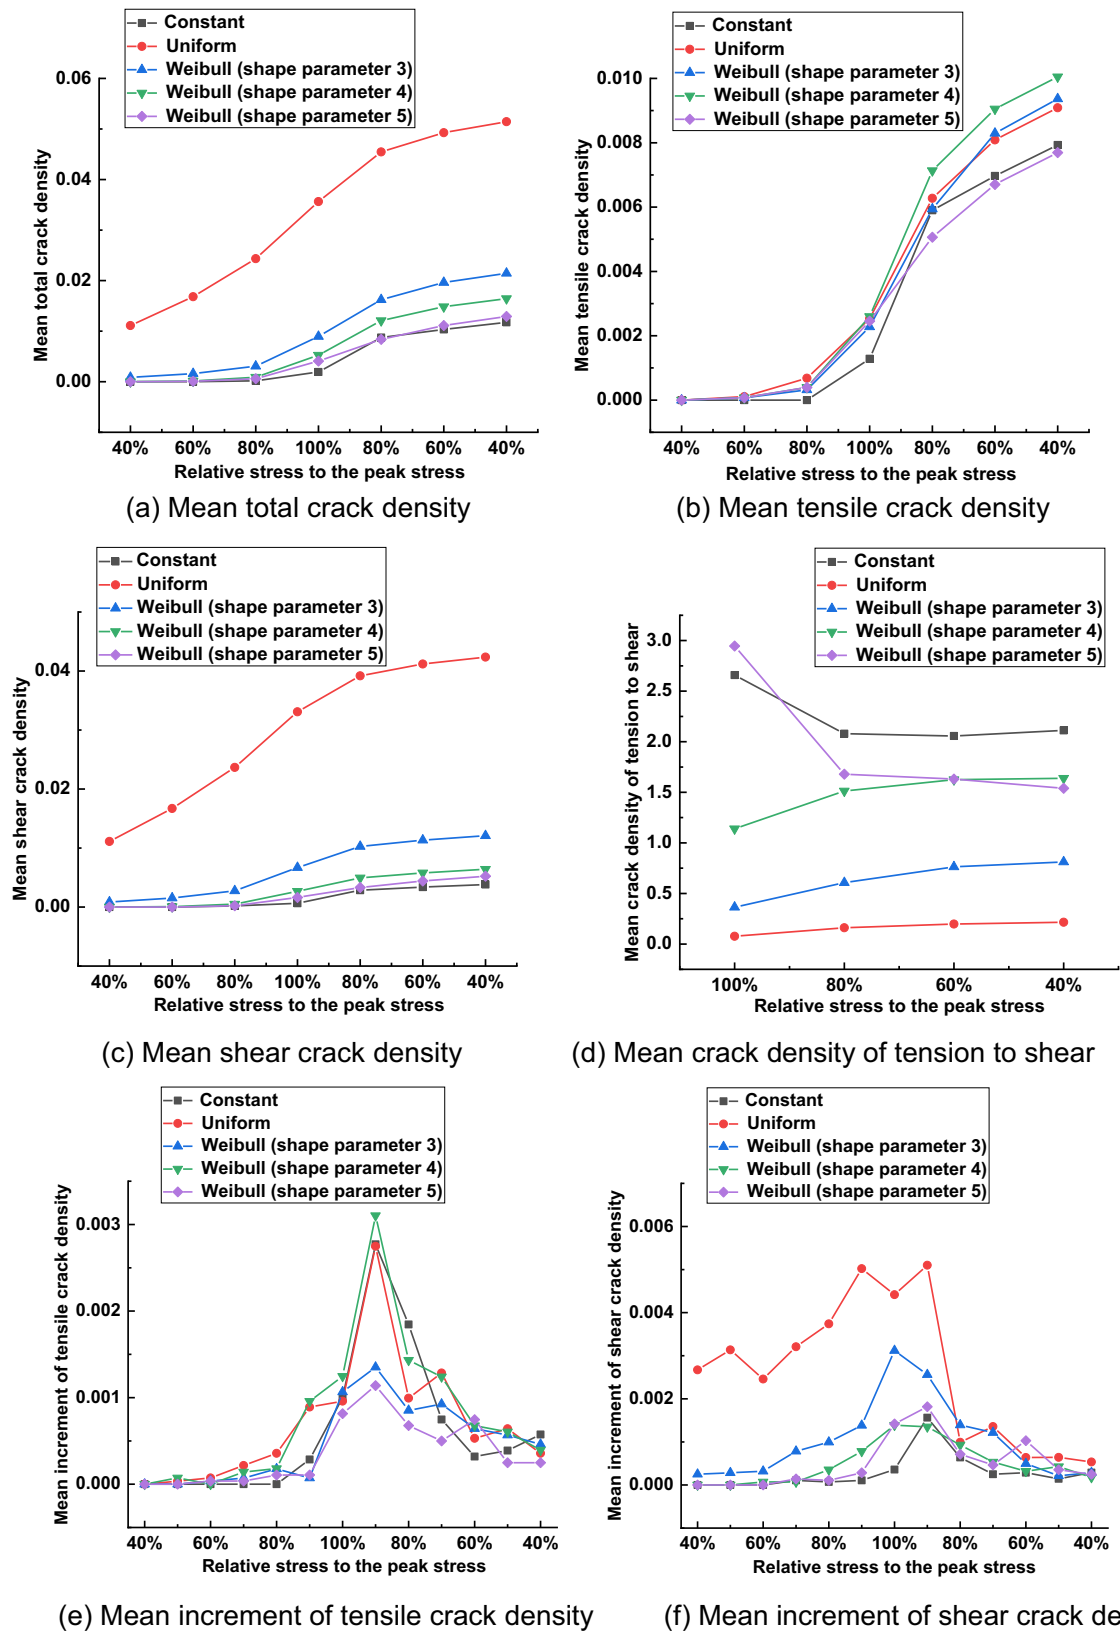 Constant
Uniform
Weibull (shape parameter 3)
Weibull (shape parameter 4)
Weibull (shape parameter 5)
0.06
0.04
0.02
0.00
Mean total crack density
40% 60% 80% 100% 80% 60% 40%
Relative stress to the peak stress
(a) Mean total crack density
Constant
Uniform
Weibull (shape parameter 3)
Weibull (shape parameter 4)
Weibull (shape parameter 5)
0.010
0.008
0.006
0.004
0.002
0.000
Mean tensile crack density
40% 60% 80% 100% 80% 60% 40%
Relative stress to the peak stress
(b) Mean tensile crack density
Constant
Uniform
Weibull (shape parameter 3)
Weibull (shape parameter 4)
Weibull (shape parameter 5)
0.04
0.02
0.00
Mean shear crack density
40% 60% 80% 100% 80% 60% 40%
Relative stress to the peak stress
(c) Mean shear crack density
Constant
Uniform
Weibull (shape parameter 3)
Weibull (shape parameter 4)
Weibull (shape parameter 5)
3.0
2.5
2.0
1.5
1.0
0.5
0.0
Mean crack density of tension to shear
100% 80% 60% 40%
Relative stress to the peak stress
(d) Mean crack density of tension to shear
Constant
Uniform
Weibull (shape parameter 3)
Weibull (shape parameter 4)
Weibull (shape parameter 5)
0.003
0.002
0.001
0.000
Mean increment of tensile crack density
40% 60% 80% 100% 80% 60% 40%
Relative stress to the peak stress
(e) Mean increment of tensile crack density
Constant
Uniform
Weibull (shape parameter 3)
Weibull (shape parameter 4)
Weibull (shape parameter 5)
0.006
0.004
0.002
0.000
Mean increment of shear crack density
40% 60% 80% 100% 80% 60% 40%
Relative stress to the peak stress
(f) Mean increment of shear crack de